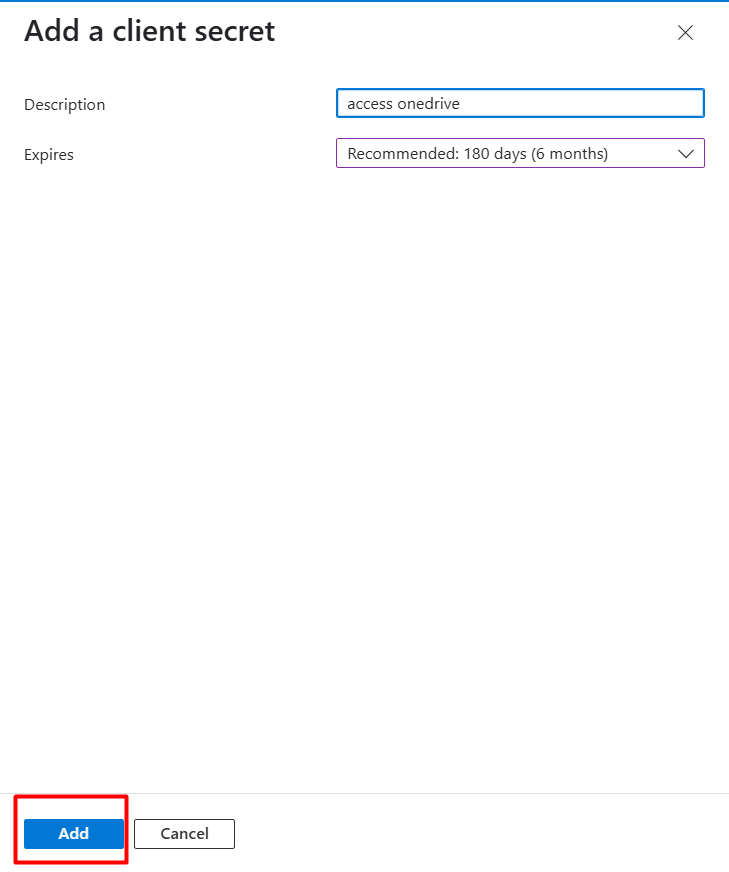 Add a client secret
Description
access onedrive
Expires
Recommended: 180 days (6 months)
Add
Cancel